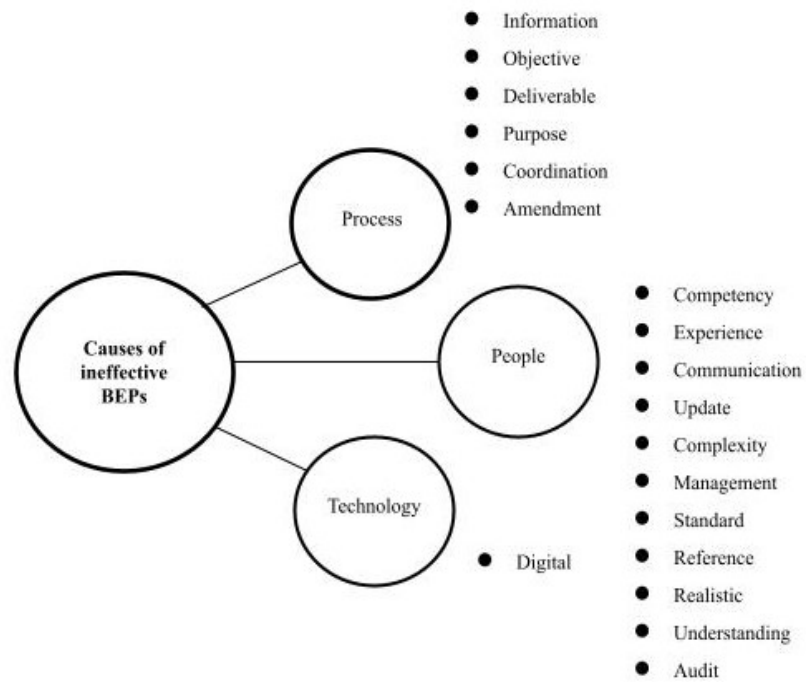 Information
Objective
Deliverable
Purpose
Coordination
Amendment
Process
Causes of
ineffective
BEPs
People
Competency
Experience
Communication
Update
Complexity
Management
Standard
Reference
Realistic
Understanding
Audit
Technology
Digital